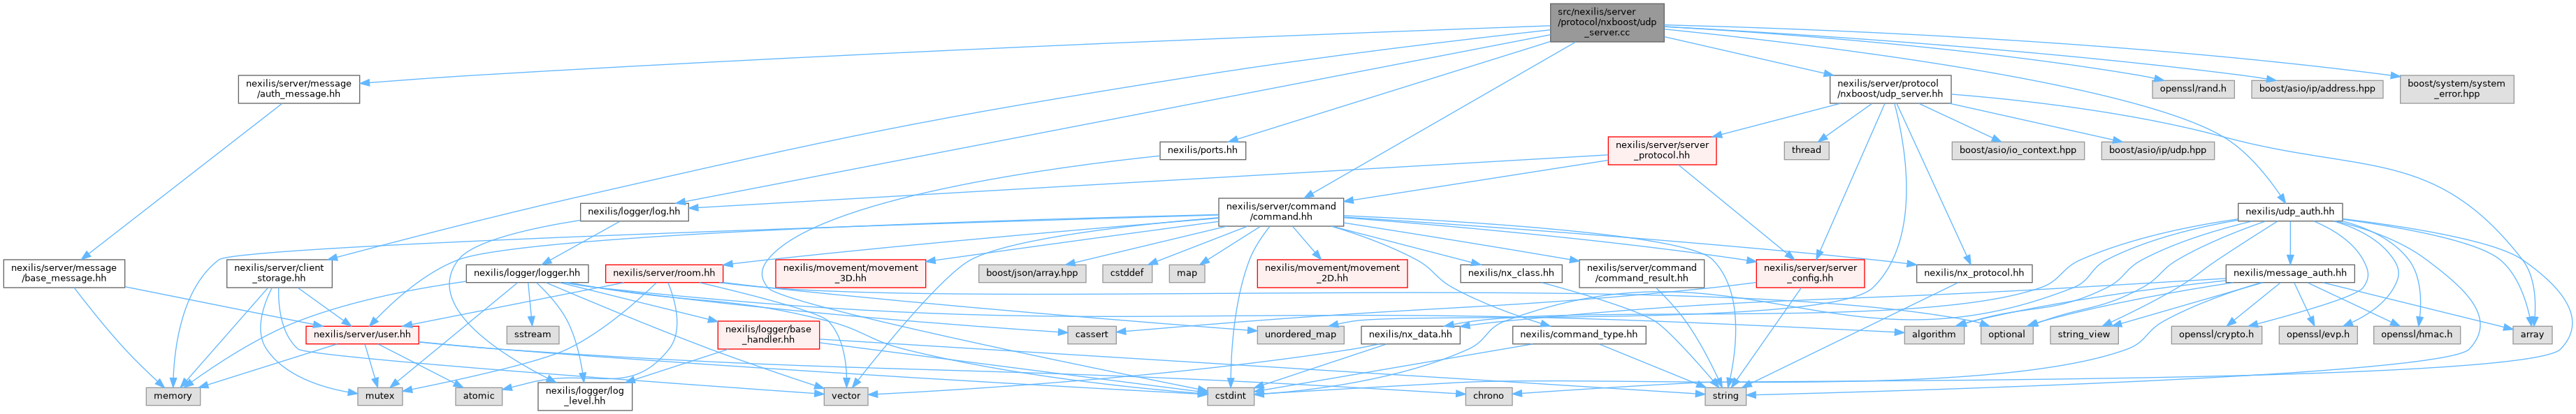 src/nexilis/server
/protocol/nxboost/udp
_server.cc
nexilis/server/message
/auth_message.hh
nexilis/server/protocol
/nxboost/udp_server.hh
openssl/rand.h
boost/asio/ip/address.hpp
boost/system/system
_error.hpp
nexilis/ports.hh
nexilis/server/server
_protocol.hh
thread
boost/asio/io_context.hpp
boost/asio/ip/udp.hpp
nexilis/logger/log.hh
nexilis/server/command
/command.hh
nexilis/udp_auth.hh
nexilis/server/message
/base_message.hh
nexilis/server/client
_storage.hh
nexilis/logger/logger.hh
nexilis/server/room.hh
nexilis/movement/movement
_3D.hh
boost/json/array.hpp
cstddef
map
nexilis/movement/movement
_2D.hh
nexilis/nx_class.hh
nexilis/server/command
/command_result.hh
nexilis/server/server
_config.hh
nexilis/nx_protocol.hh
nexilis/message_auth.hh
nexilis/server/user.hh
sstream
nexilis/logger/base
_handler.hh
cassert
unordered_map
nexilis/nx_data.hh
nexilis/command_type.hh
algorithm
optional
string_view
openssl/crypto.h
openssl/evp.h
openssl/hmac.h
array
memory
mutex
atomic
nexilis/logger/log
_level.hh
vector
cstdint
chrono
string